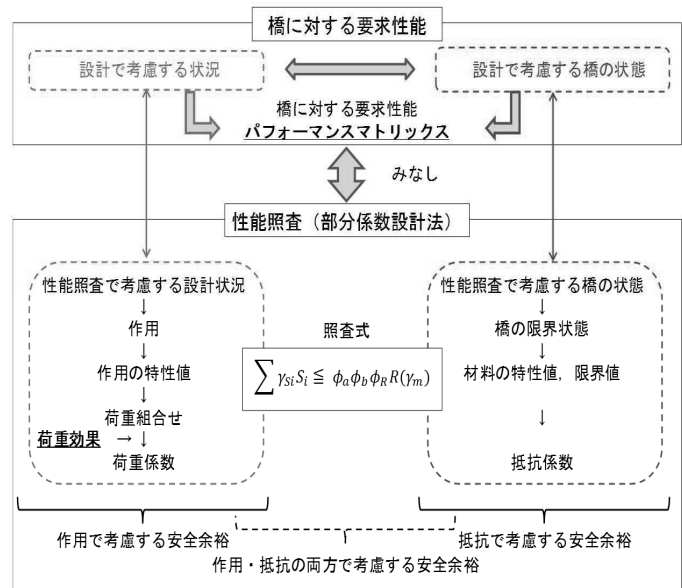 橋に対する要求性能
設計で考慮する状況
設計で考慮する橋の状態
橋に対する要求性能
パフォーマンスマトリックス
みなし
性能照査（部分係数設計法）
性能照査で考慮する設計状況
↓
作用
↓
作用の特性値
↓
荷重組合せ
荷重効果 → ↓
荷重係数
照査式
∑ γ_{Si}S_i ≦ ϕ_aϕ_bϕ_R R(γ_m)
性能照査で考慮する橋の状態
↓
橋の限界状態
↓
材料の特性値，限界値
↓
抵抗係数
作用で考慮する安全余裕
抵抗で考慮する安全余裕
作用・抵抗の両方で考慮する安全余裕